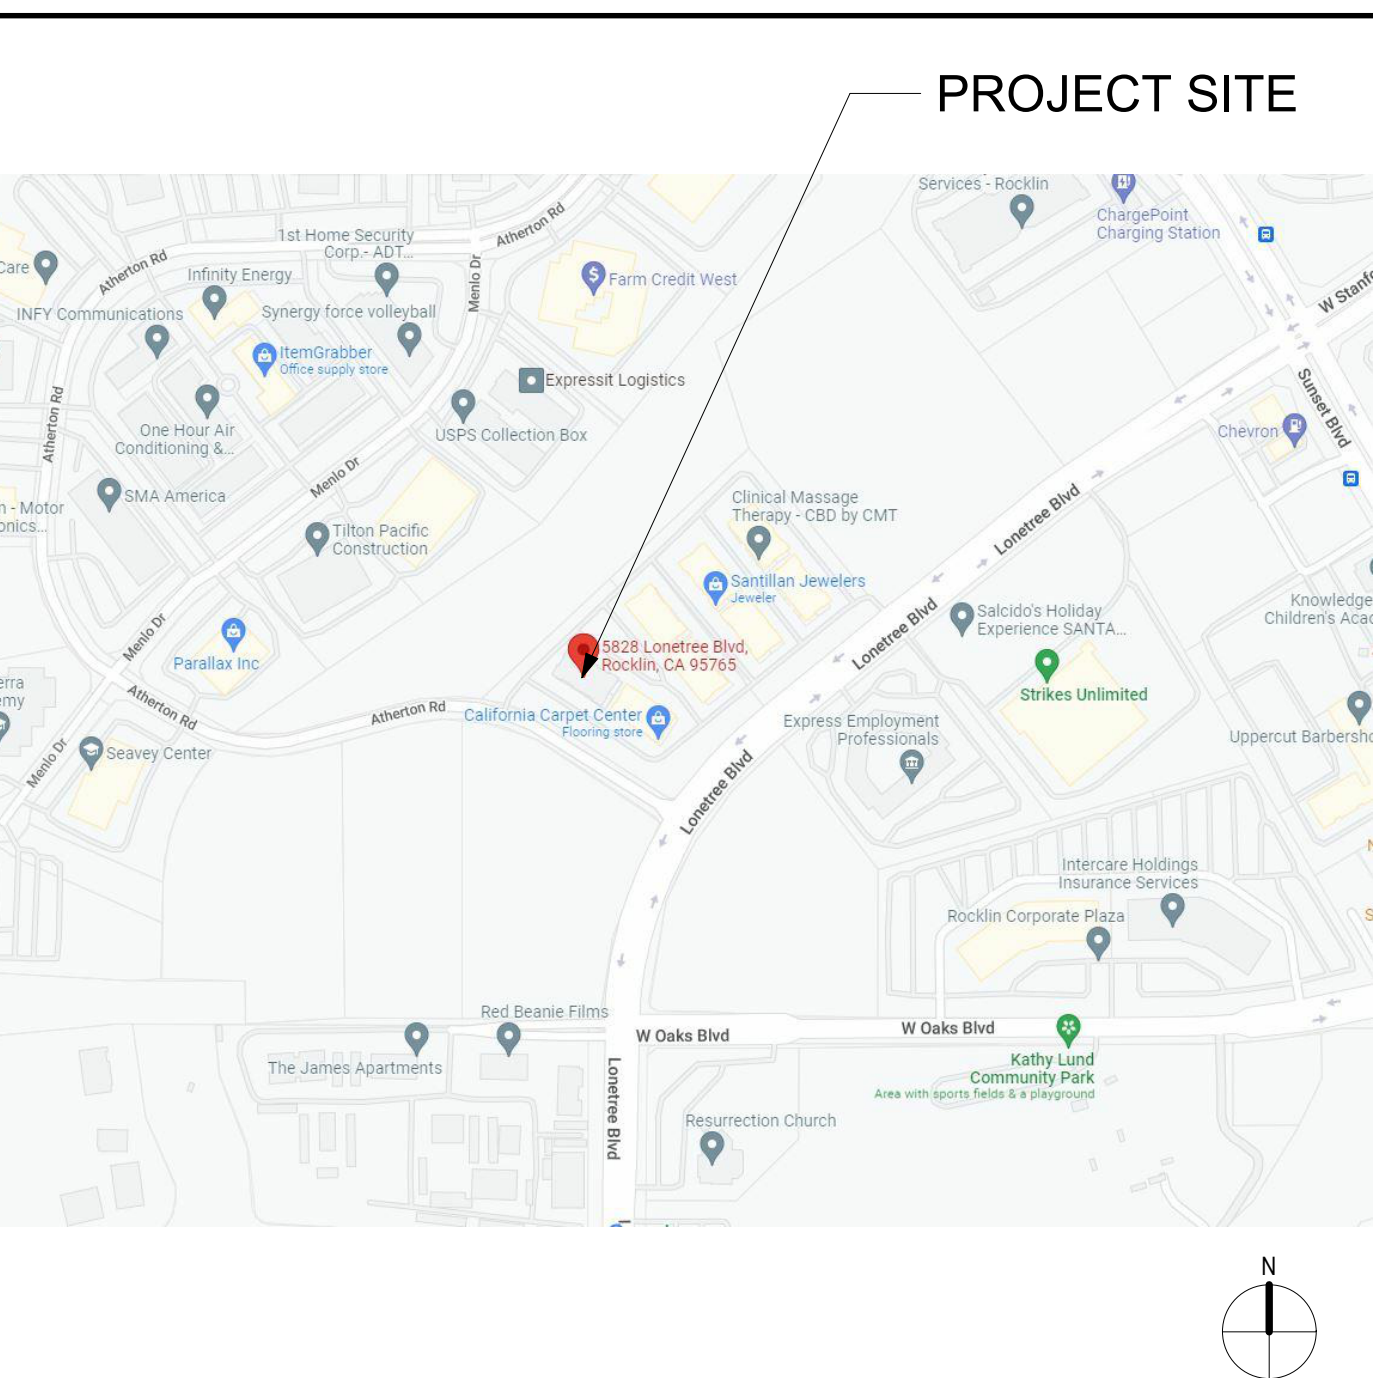 PROJECT SITE
Services - Rocklin
ChargePoint
Charging Station
Atherton Rd
1st Home Security
Corp.- ADT...
Atherton Rd
Care
Infinity Energy
Menlo Dr
Farm Credit West
INFY Communications
Synergy force volleyball
ItemGrabber
Office supply store
Expressit Logistics
Sunset Blvd
Atherton Rd
One Hour Air
Conditioning &...
USPS Collection Box
Chevron
Menlo Dr
SMA America
Clinical Massage
Therapy - CBD by CMT
Lonetree Blvd
- Motor
Tilton Pacific
Construction
Santillan Jewelers
Jeweler
Lonetree Blvd
Salcido's Holiday
Experience SANTA...
Knowledge
Menlo Dr
Parallax Inc
5828 Lonetree Blvd,
Rocklin, CA 95765
Strikes Unlimited
Atherton Rd
Atherton Rd
California Carpet Center
Flooring store
Express Employment
Professionals
Menlo Dr
Seavey Center
Lonetree Blvd
Intercare Holdings
Insurance Services
Rocklin Corporate Plaza
Red Beanie Films
W Oaks Blvd
W Oaks Blvd
The James Apartments
Kathy Lund
Community Park
Area with sports fields & a playground
Lonetree Blvd
Resurrection Church
N